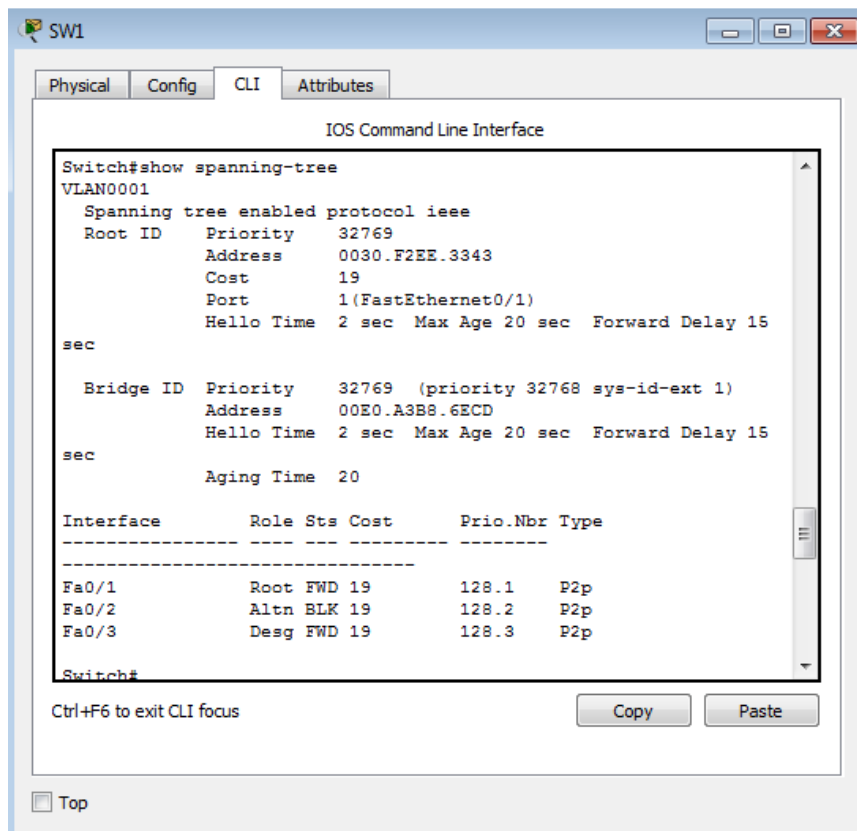 SW1
Physical Config CLI Attributes
IOS Command Line Interface
Switch#show spanning-tree
VLAN0001
  Spanning tree enabled protocol ieee
  Root ID    Priority    32769
             Address     0030.F2EE.3343
             Cost        19
             Port        1(FastEthernet0/1)
             Hello Time  2 sec  Max Age 20 sec  Forward Delay 15
sec
  Bridge ID  Priority    32769  (priority 32768 sys-id-ext 1)
             Address     00E0.A3B8.6ECD
             Hello Time  2 sec  Max Age 20 sec  Forward Delay 15
sec
             Aging Time  20
Interface        Role Sts Cost      Prio.Nbr Type
---------------- ---- --- --------- --------
--------------------------------
Fa0/1            Root FWD 19        128.1    P2p
Fa0/2            Altn BLK 19        128.2    P2p
Fa0/3            Desg FWD 19        128.3    P2p
Switch#
Ctrl+F6 to exit CLI focus
Copy Paste
Top